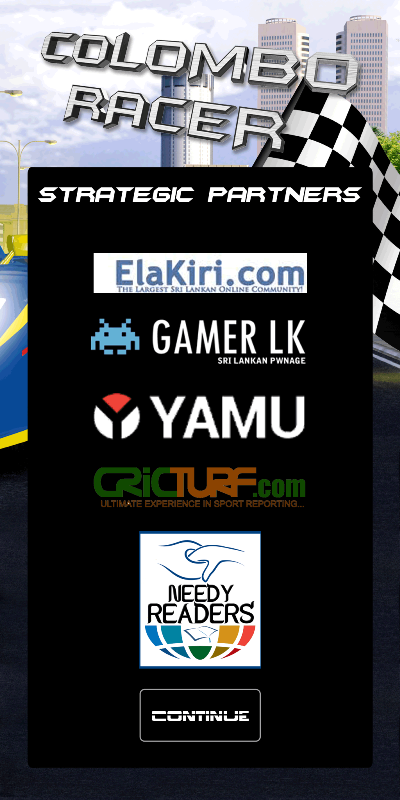 COLOMBO
RACER
STRATEGIC PARTNERS
ElaKiri.com
THE LARGEST SRI LANKAN ONLINE COMMUNITY!
GAMER LK
SRI LANKAN PWNAGE
YAMU
CRICTURF.com
ULTIMATE EXPERIENCE IN SPORT REPORTING...
NEEDY
READERS
CONTINUE